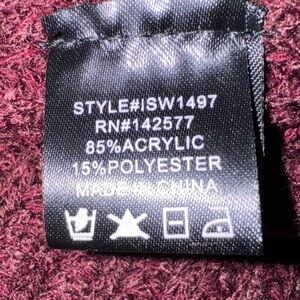 STYLE#ISW1497
RN#142577
85%ACRYLIC
15%POLYESTER
MADE IN CHINA